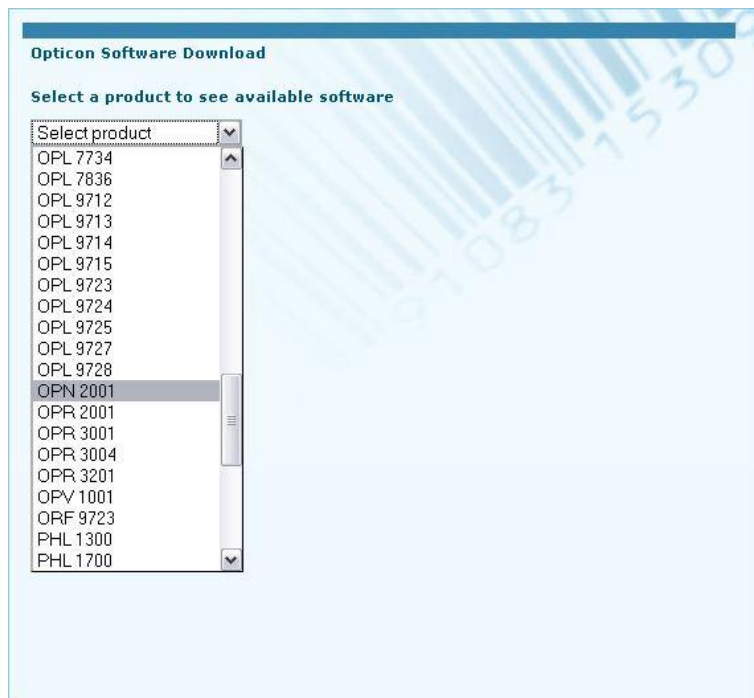 Opticon Software Download
Select a product to see available software
Select product
OPL 7734
OPL 7836
OPL 9712
OPL 9713
OPL 9714
OPL 9715
OPL 9723
OPL 9724
OPL 9725
OPL 9727
OPL 9728
OPN 2001
OPR 2001
OPR 3001
OPR 3004
OPR 3201
OPV 1001
ORF 9723
PHL 1300
PHL 1700